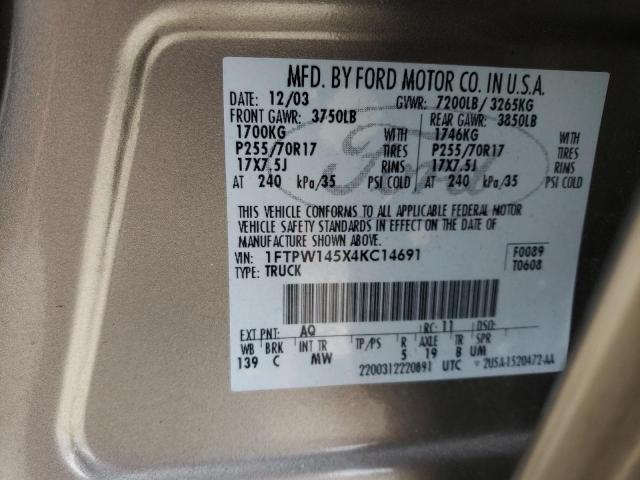 MFD. BY FORD MOTOR CO. IN U.S.A.
DATE: 12/03 GVWR: 7200LB/ 3265KG
FRONT GAWR: 3750LB REAR GAWR: 3850LB
1700KG WITH 1746KG WITH
P255/70R17 TIRES P255/70R17 TIRES
17X7.5J RIMS 17X7.5J RIMS
AT 240 kPa/35 PSI COLD AT 240 kPa/35 PSI COLD
Ford
THIS VEHICLE CONFORMS TO ALL APPLICABLE FEDERAL MOTOR
VEHICLE SAFETY STANDARDS IN EFFECT ON THE DATE OF
MANUFACTURE SHOWN ABOVE.
VIN: 1FTPW145X4KC14691 F0089
TYPE: TRUCK T0608
EXT PNT: AQ RC: 11 DSO:
WB BRK INT TR TP/PS R AXLE TR SPR
139 C MW 5 19 B UM
2200312220891 UTC 2USA-1520472-AA